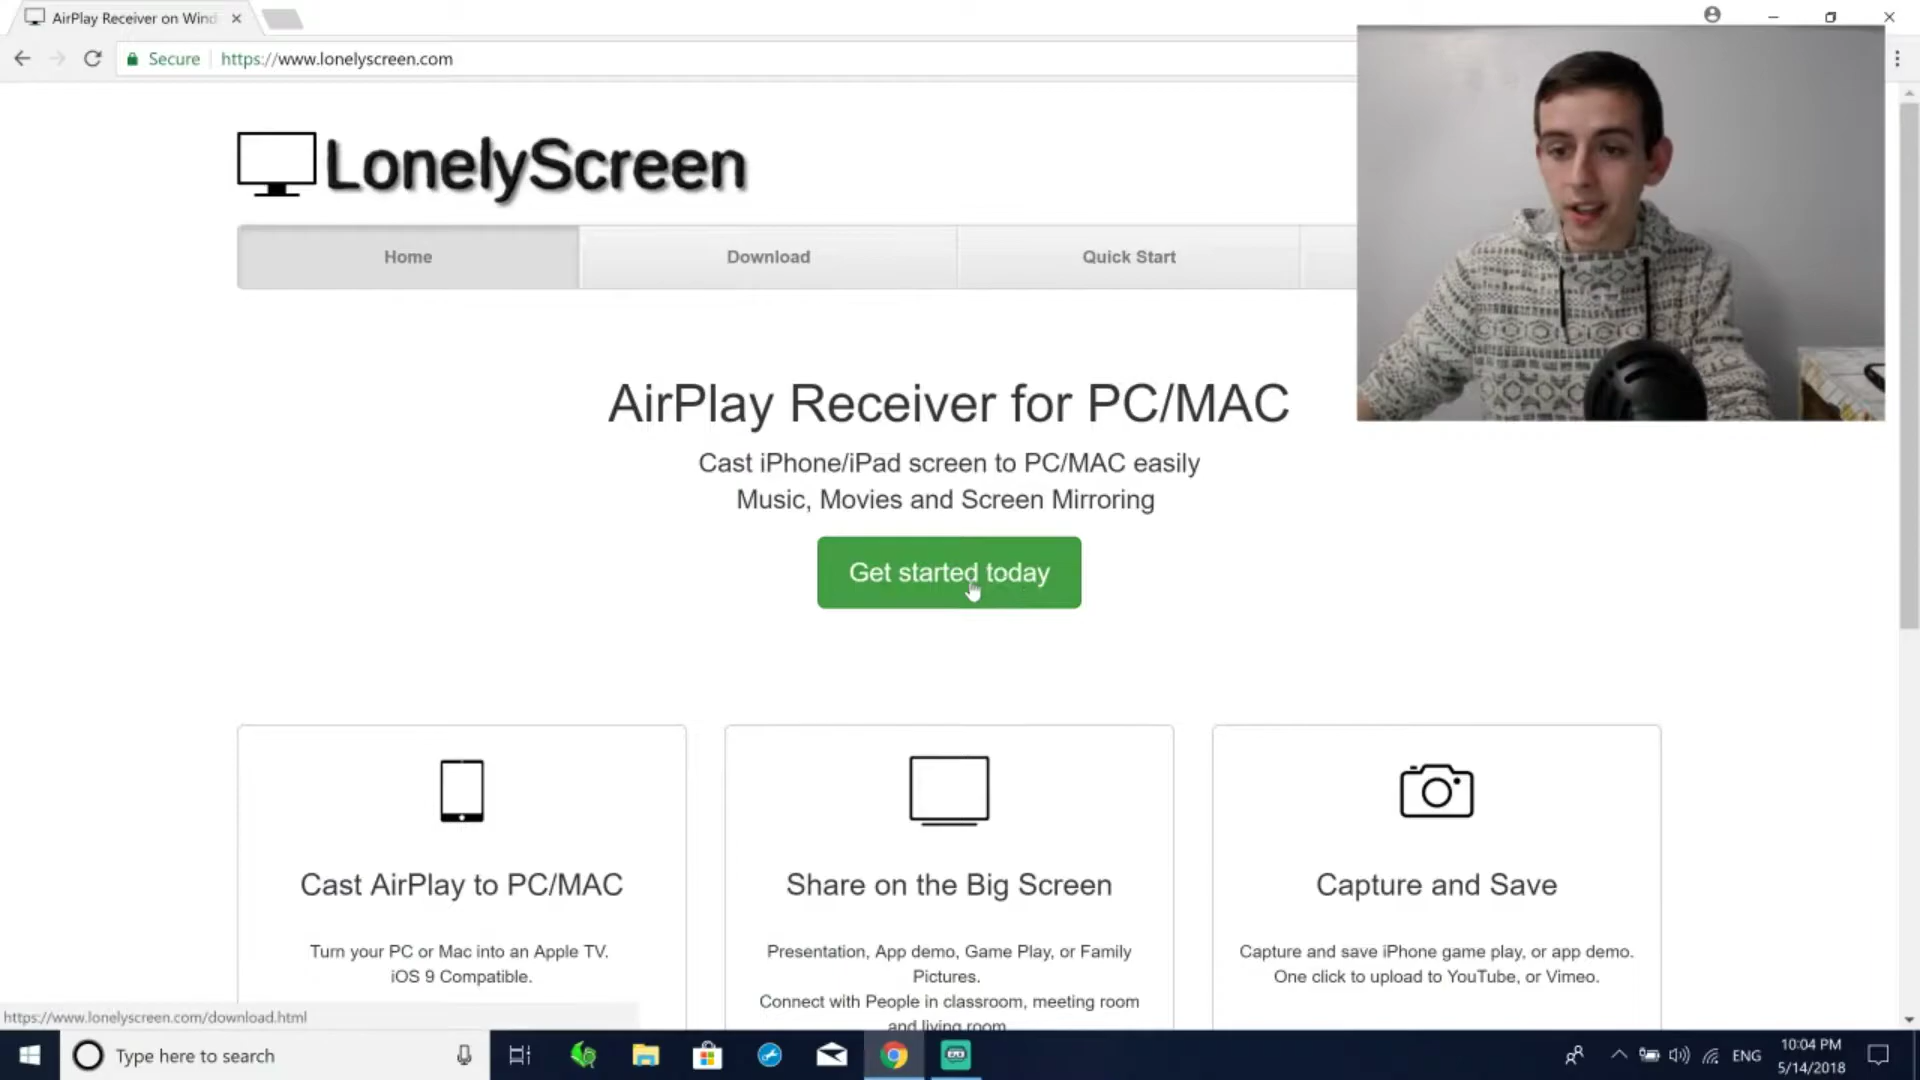 AirPlay Receiver on Wind
Secure
https://www.lonelyscreen.com
LonelyScreen
Home
Download
Quick Start
AirPlay Receiver for PC/MAC
Cast iPhone/iPad screen to PC/MAC easily
Music, Movies and Screen Mirroring
Get started today
Cast AirPlay to PC/MAC
Turn your PC or Mac into an Apple TV.
iOS 9 Compatible.
Share on the Big Screen
Presentation, App demo, Game Play, or Family
Pictures.
Connect with People in classroom, meeting room
and living room
Capture and Save
Capture and save iPhone game play, or app demo.
One click to upload to YouTube, or Vimeo.
https://www.lonelyscreen.com/download.html
Type here to search
ENG
10:04 PM
5/14/2018